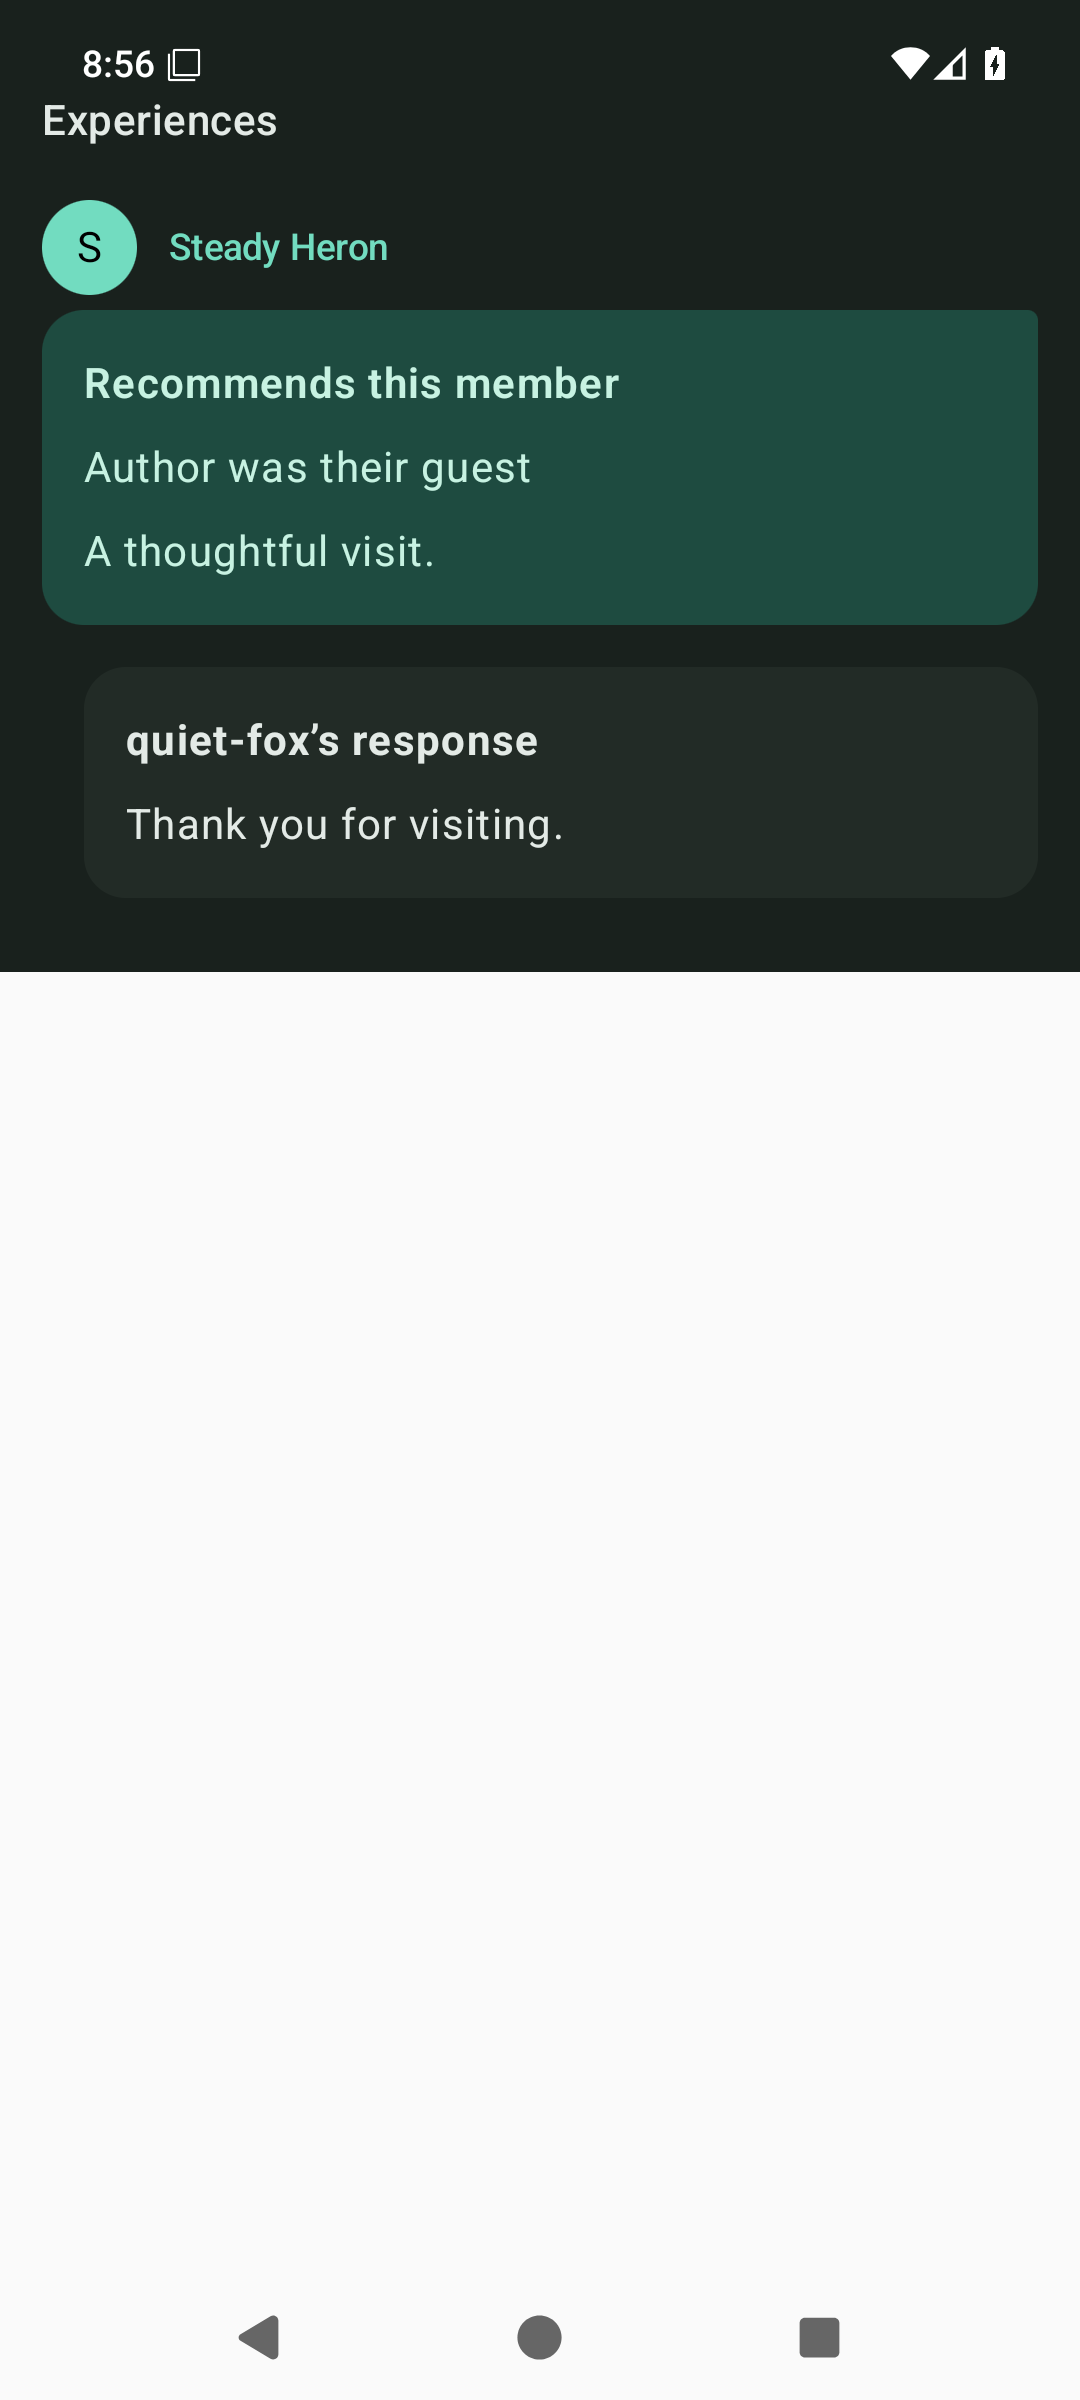 8:56
Experiences
S
Steady Heron
Recommends this member
Author was their guest
A thoughtful visit.
quiet-fox’s response
Thank you for visiting.